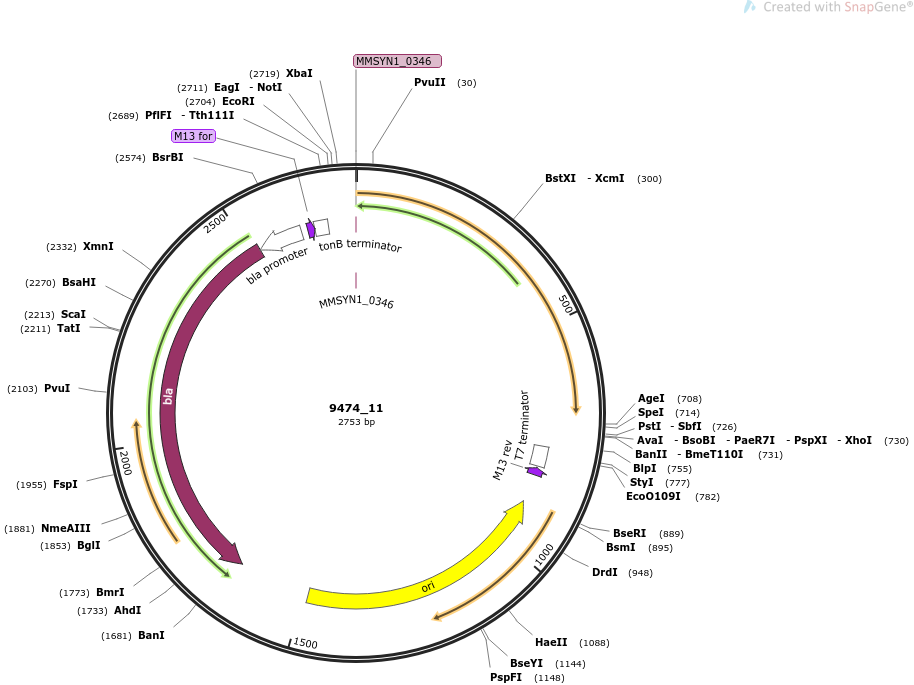 Created with SnapGene®
MMSYN1_0346
PvuII (30)
(2719) XbaI
(2711) EagI - NotI
(2704) EcoRI
(2689) PflFI - Tth111I
M13 for
(2574) BsrBI
BstXI - XcmI (300)
2500
(2332) XmnI
(2270) BsaHI
(2213) ScaI
(2211) TatI
(2103) PvuI
bla promoter
tonB terminator
MMSYN1_0346
500
bla
9474_11
2753 bp
T7 terminator
M13 rev
AgeI (708)
SpeI (714)
PstI - SbfI (726)
AvaI - BsoBI - PaeR7I - PspXI - XhoI (730)
BanII - BmeT110I (731)
BlpI (755)
StyI (777)
EcoO109I (782)
2000
(1955) FspI
(1881) NmeAIII
(1853) BglI
(1773) BmrI
(1733) AhdI
(1681) BanI
BseRI (889)
BsmI (895)
DrdI (948)
1000
ori
1500
HaeII (1088)
BseYI (1144)
PspFI (1148)